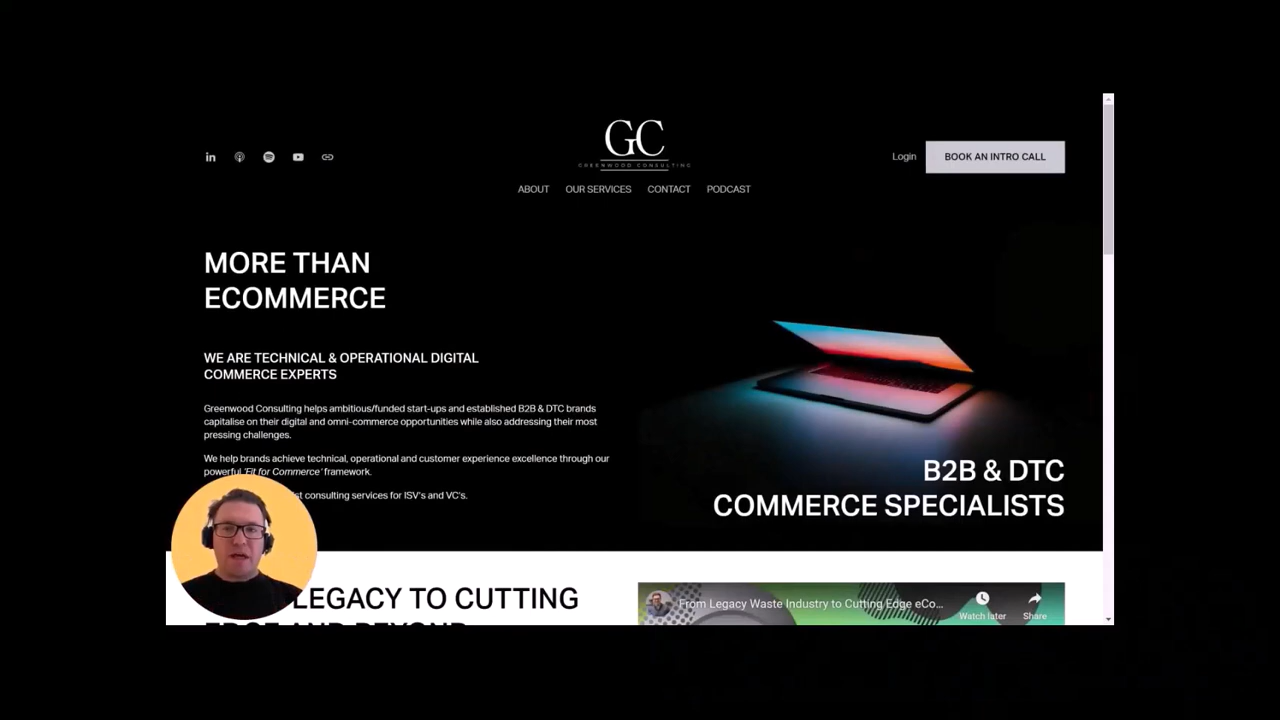 GC
GREENWOOD CONSULTING
Login
BOOK AN INTRO CALL
ABOUT
OUR SERVICES
CONTACT
PODCAST
MORE THAN
ECOMMERCE
WE ARE TECHNICAL & OPERATIONAL DIGITAL
COMMERCE EXPERTS
Greenwood Consulting helps ambitious/funded start-ups and established B2B & DTC brands
capitalise on their digital and omni-commerce opportunities while also addressing their most
pressing challenges.
We help brands achieve technical, operational and customer experience excellence through our
powerful 'Fit for Commerce' framework.
consulting services for ISV's and VC's.
B2B & DTC
COMMERCE SPECIALISTS
LEGACY TO CUTTING
EDGE AND BEYOND
From Legacy Waste Industry to Cutting Edge eCo...
Watch later
Share